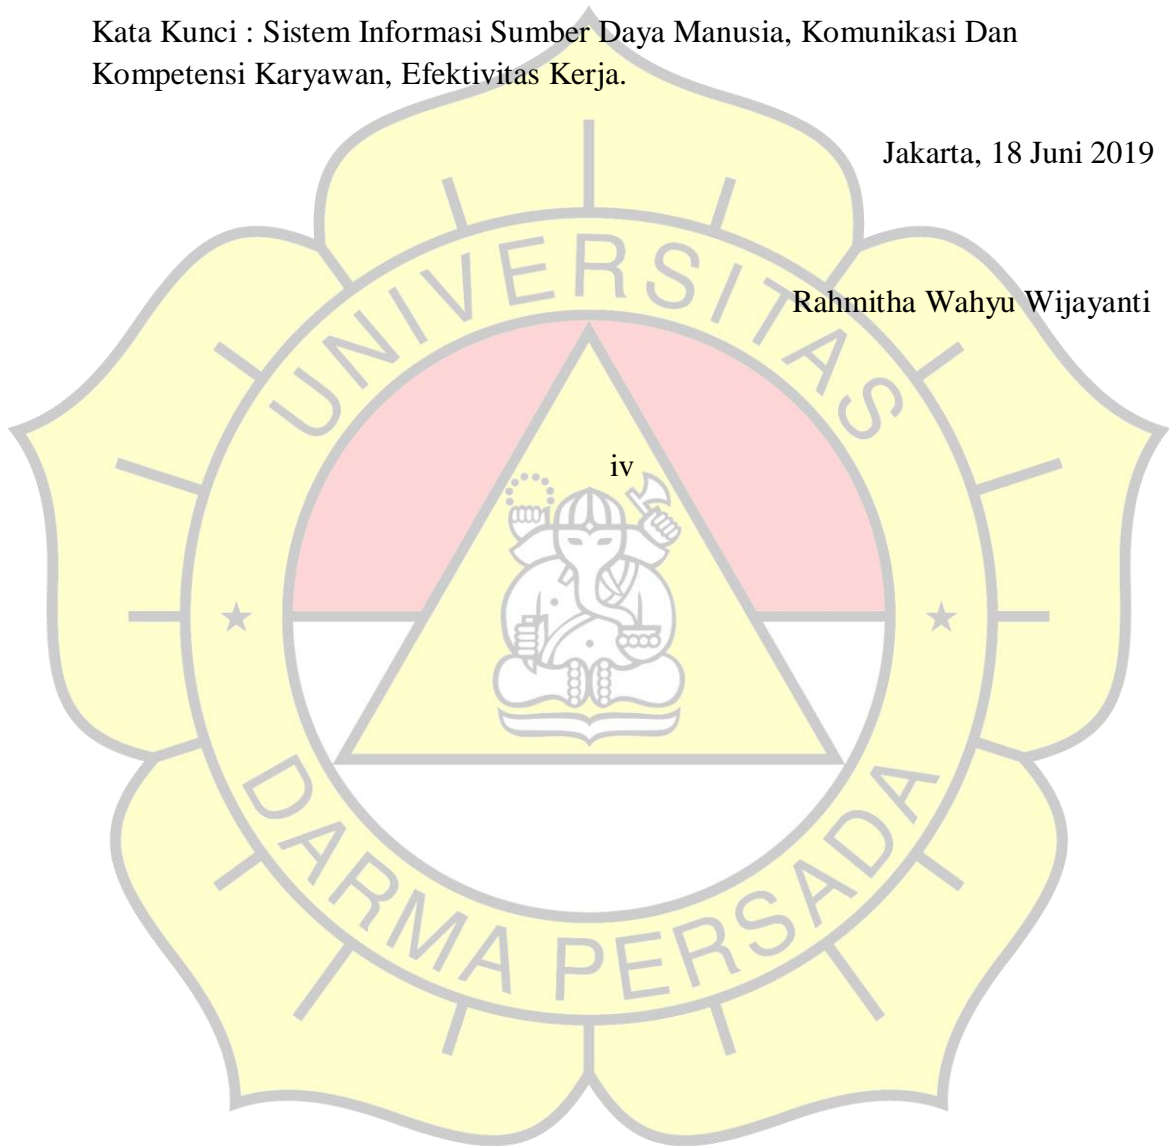 Kata Kunci : Sistem Informasi Sumber Daya Manusia, Komunikasi Dan
Kompetensi Karyawan, Efektivitas Kerja.
Jakarta, 18 Juni 2019
Rahmitha Wahyu Wijayanti
iv
UNIVERSITAS
DARMA PERSADA